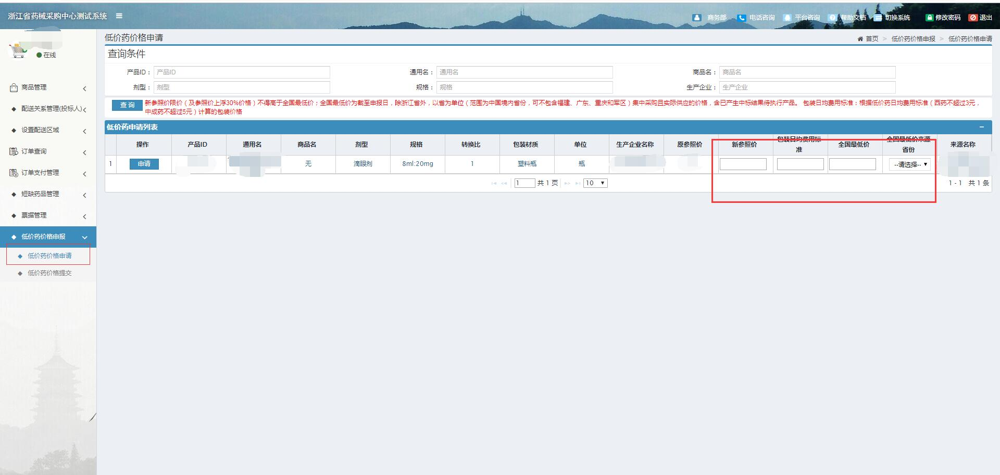 浙江省药械采购中心测试系统
商务部 电话咨询 平台咨询 帮助文档 切换系统 修改密码 退出
在线
商品管理
配送关系管理(投标人)
设置配送区域
订单查询
订单支付管理
短缺药品管理
票据管理
低价药价格申报
低价药价格申请
低价药价格提交
低价药价格申请
首页 > 低价药价格申报 > 低价药价格申请
查询条件
产品ID： 产品ID 通用名： 通用名 商品名： 商品名
剂型： 剂型 规格： 规格 生产企业： 生产企业
查 询
新参照价限价（及参照价上浮30%价格）不得高于全国最低价；全国最低价为截至申报日，除浙江省外，以省为单位（范围为中国境内省份，可不包含福建、广东、重庆和军区）集中采购且实际供应的价格，含已产生中标结果待执行产品。 包装日均费用标准：根据低价药日均费用标准（西药不超过3元，
中成药不超过5元）计算的包装价格
低价药申请列表
操作 产品ID 通用名 商品名 剂型 规格 转换比 包装材质 单位 生产企业名称 原参照价 新参照价 包装日均费用标准 全国最低价 全国最低价来源省份 来源名称
1 申请 无 滴眼剂 8ml:20mg 1 塑料瓶 瓶 --请选择--
1 共 1 页 10 1 - 1 共 1 条